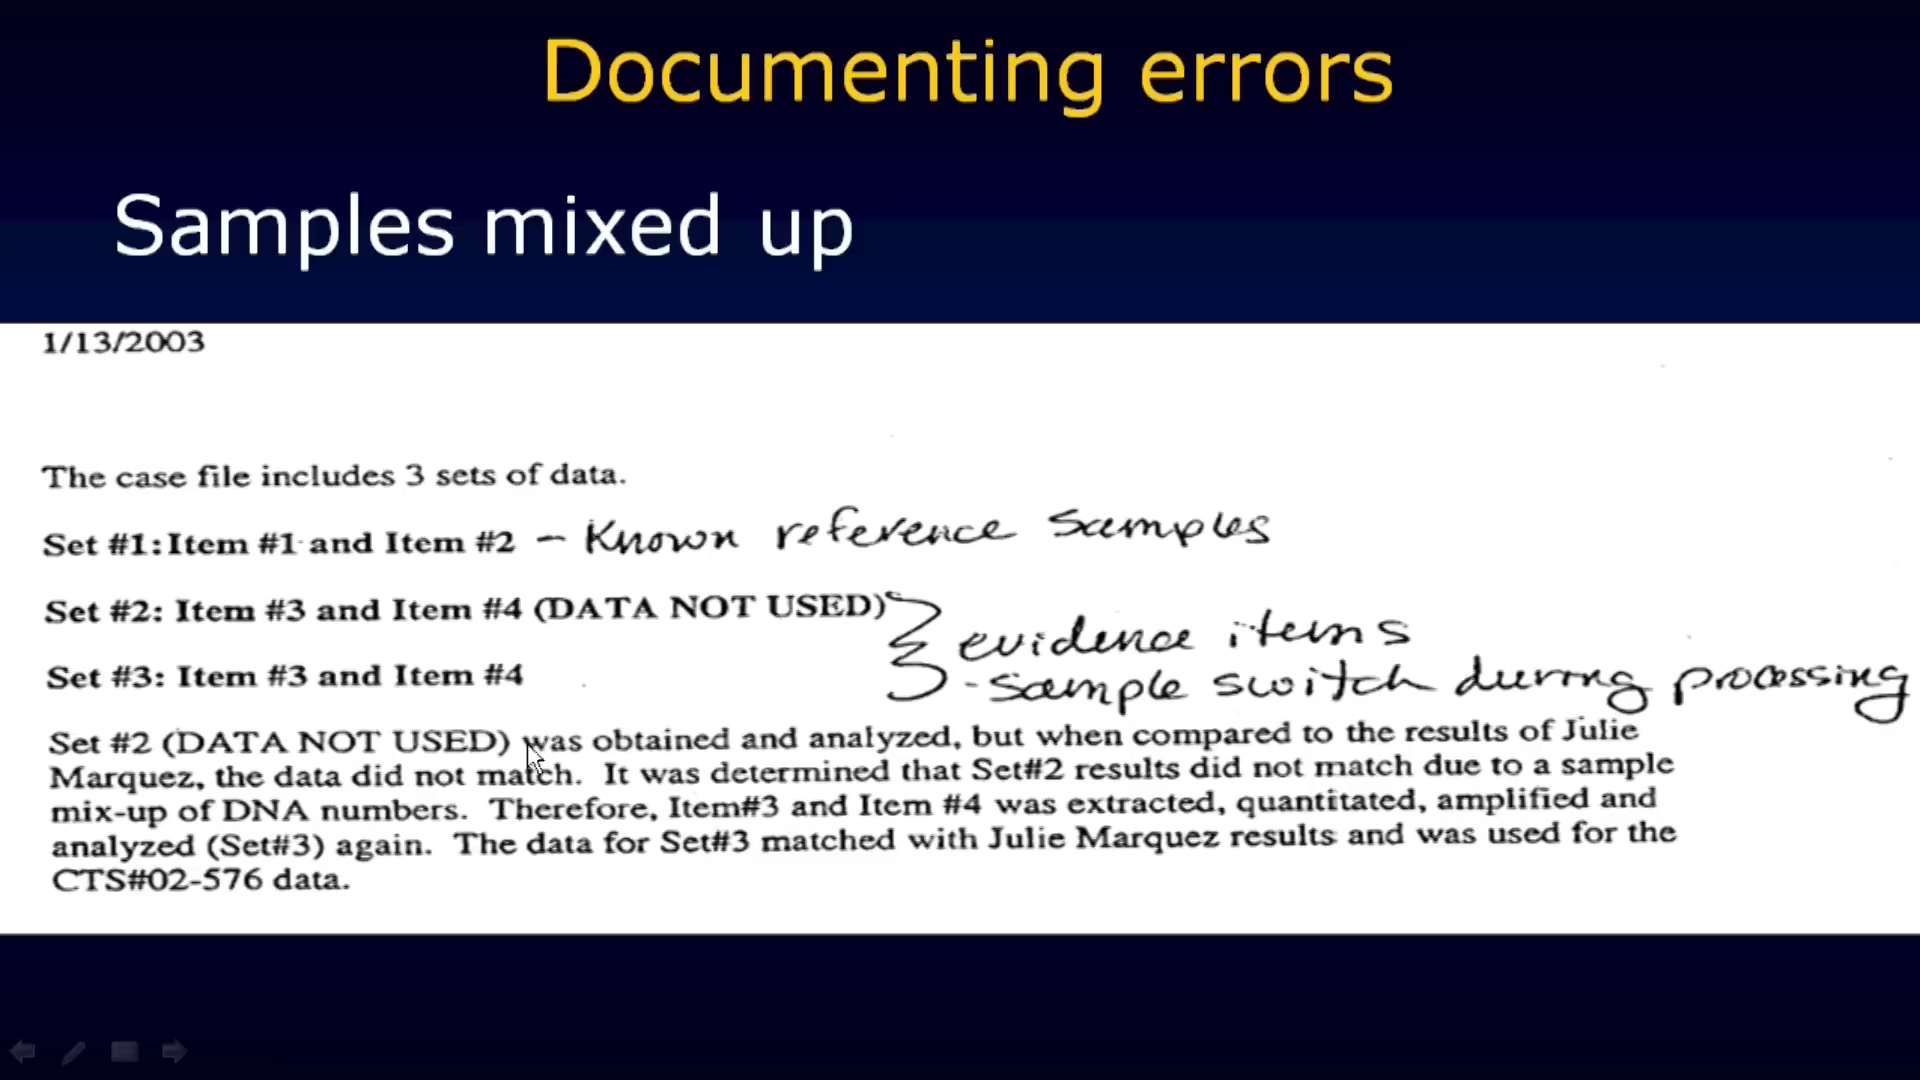 Documenting errors
Samples mixed up
1/13/2003
The case file includes 3 sets of data.
Set #1: Item #1 and Item #2 – Known reference samples
Set #2: Item #3 and Item #4 (DATA NOT USED)
evidence items
Set #3: Item #3 and Item #4
- sample switch during processing
Set #2 (DATA NOT USED) was obtained and analyzed, but when compared to the results of Julie
Marquez, the data did not match. It was determined that Set#2 results did not match due to a sample
mix-up of DNA numbers. Therefore, Item#3 and Item #4 was extracted, quantitated, amplified and
analyzed (Set#3) again. The data for Set#3 matched with Julie Marquez results and was used for the
CTS#02-576 data.